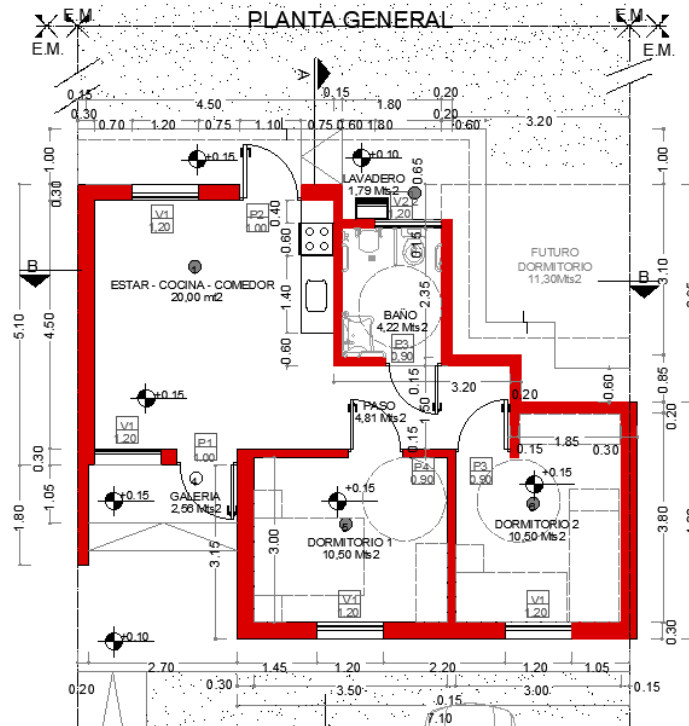 PLANTA GENERAL
E.M. E.M.
E.M. E.M.
A
0.15 4.50 0.15 1.80 0.20
0.30 0.70 1.20 0.75 1.10 0.75 0.60 1.80 0.20 0.60 3.20
1.00 +0.15 +0.10 0.65 1.00
LAVADERO
1,79 Mts2
0.30
V1
1,20
P2
1.00
0.40
V2
1,20
0.60
0.15
FUTURO
DORMITORIO
11,30Mts2
3.10
B B
ESTAR - COCINA - COMEDOR
20,00 mt2
1.40
2.35
BAÑO
4,22 Mts2
5.10 4.50
P3
0.90
0.60
0.15
3.20
0.20
0.60
0.85
+0.15
PASO
4,81 Mts2
1.50
0.20
V1
1.20
P1
1.00
0.15
0.15 1.85 0.30
0.30
4
GALERIA
2,56 Mts2
+0.15
1.05
1.80
P4
0.90
P3
0.90
+0.15
+0.15
5
6
DORMITORIO 1
10,50 Mts2
DORMITORIO 2
10,50 Mts2
3.00
3.15
3.80
V1
1.20
V1
1.20
+0.10
0.30
2.70 1.45 1.20 2.20 1.20 1.05
0.20 0.30 3.50 0.15 3.00 0.15
7.10